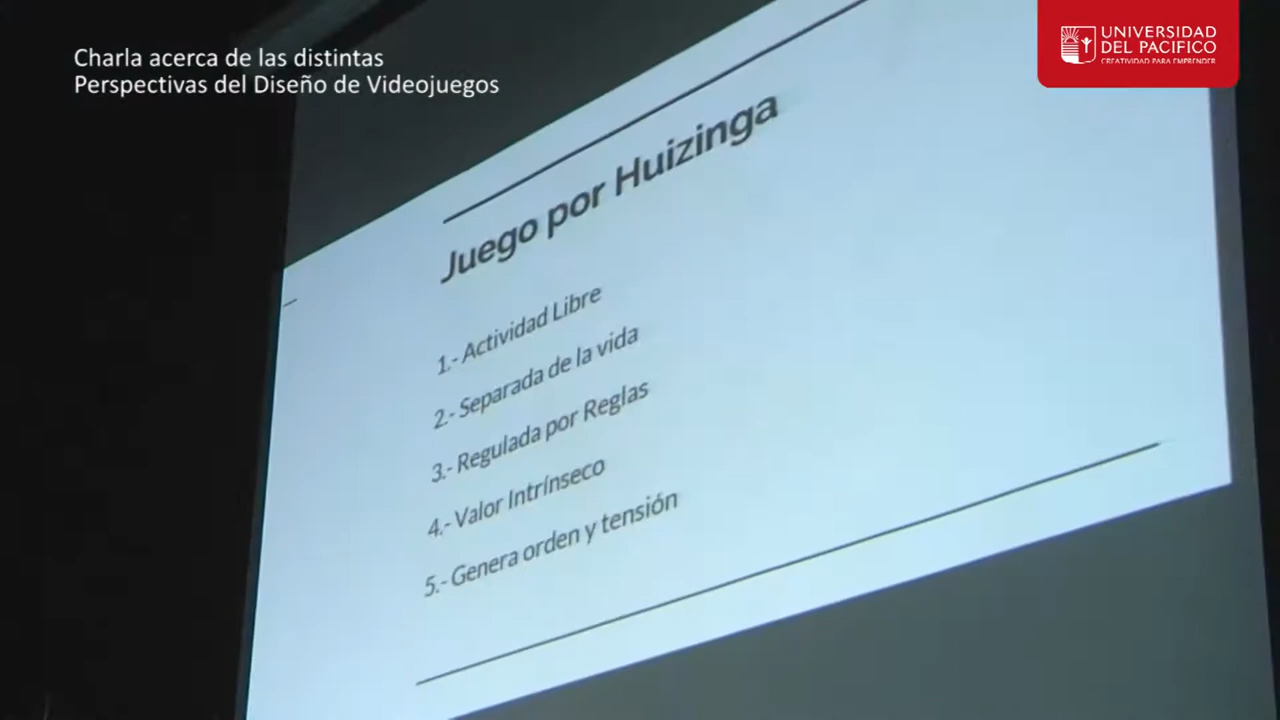 Charla acerca de las distintas
Perspectivas del Diseño de Videojuegos
UNIVERSIDAD
DEL PACIFICO
CREATIVIDAD PARA EMPRENDER
Juego por Huizinga
1.- Actividad Libre
2.- Separada de la vida
3.- Regulada por Reglas
4.- Valor Intrínseco
5.- Genera orden y tensión